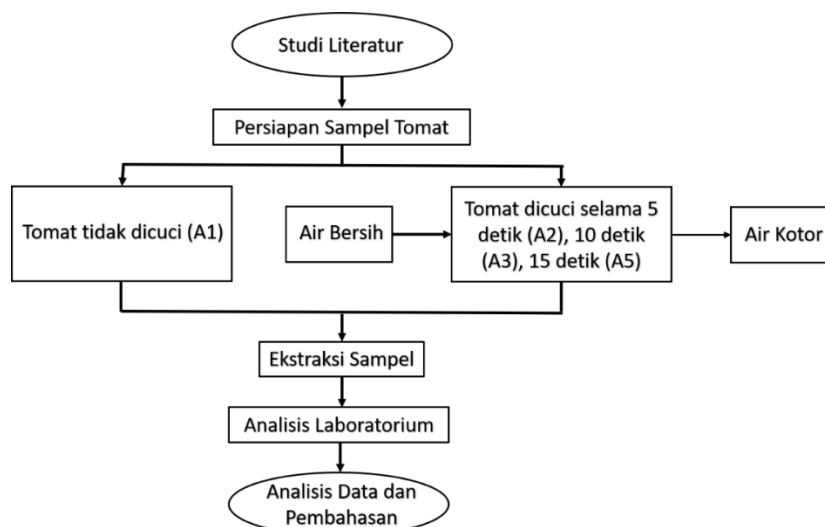 Studi Literatur
Persiapan Sampel Tomat
Tomat tidak dicuci (A1)
Air Bersih
Tomat dicuci selama 5
detik (A2), 10 detik
(A3), 15 detik (A5)
Air Kotor
Ekstraksi Sampel
Analisis Laboratorium
Analisis Data dan
Pembahasan